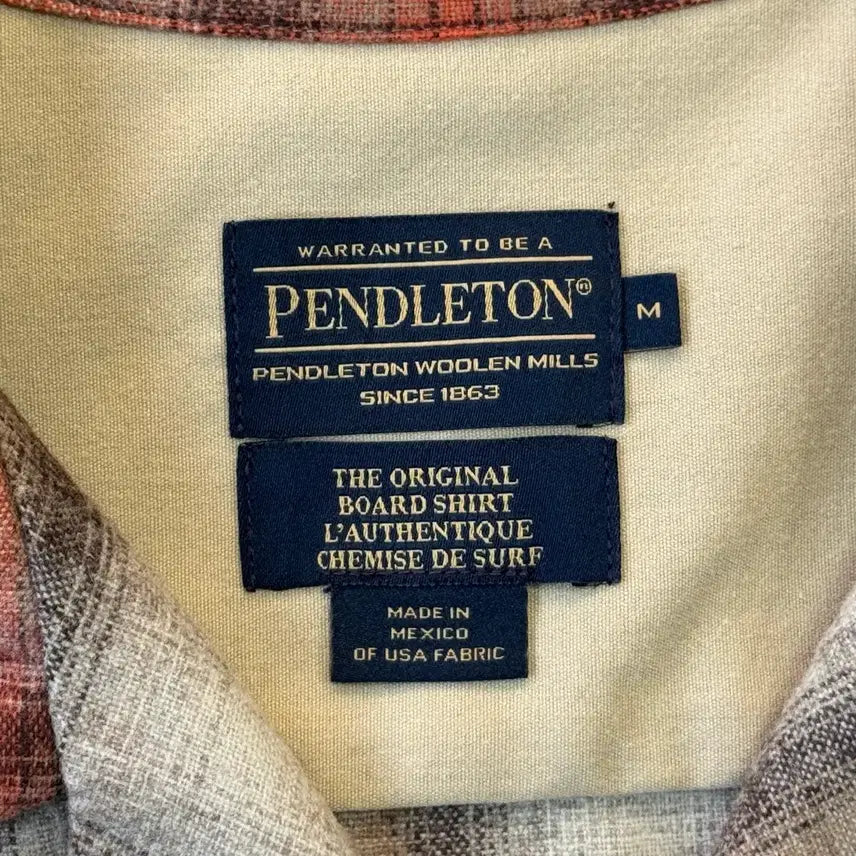 WARRANTED TO BE A
PENDLETON®
M
PENDLETON WOOLEN MILLS
SINCE 1863
THE ORIGINAL
BOARD SHIRT
L'AUTHENTIQUE
CHEMISE DE SURF
MADE IN
MEXICO
OF USA FABRIC